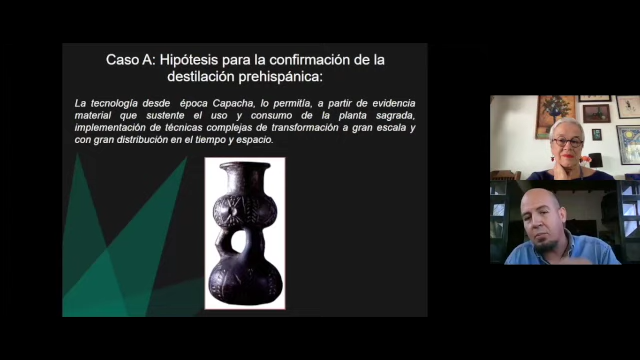 Caso A: Hipótesis para la confirmación de la
destilación prehispánica:
La tecnología desde época Capacha, lo permitía, a partir de evidencia
material que sustente el uso y consumo de la planta sagrada,
implementación de técnicas complejas de transformación a gran escala y
con gran distribución en el tiempo y espacio.